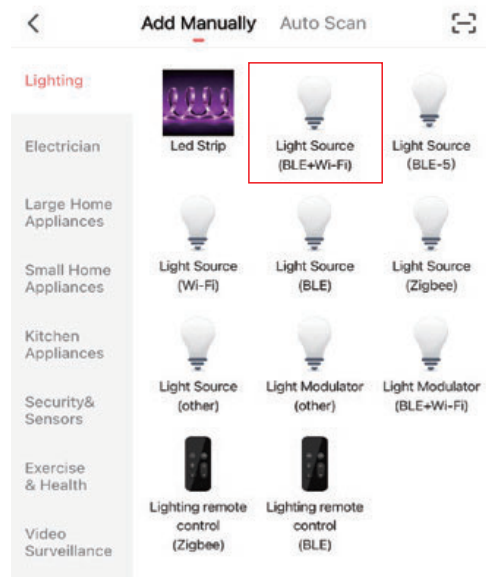 Add Manually Auto Scan
Lighting
Electrician
Large Home
Appliances
Small Home
Appliances
Kitchen
Appliances
Security&
Sensors
Exercise
& Health
Video
Surveillance
Led Strip
Light Source
(BLE+Wi-Fi)
Light Source
(BLE-5)
Light Source
(Wi-Fi)
Light Source
(BLE)
Light Source
(Zigbee)
Light Source
(other)
Light Modulator
(other)
Light Modulator
(BLE+Wi-Fi)
Lighting remote
control
(Zigbee)
Lighting remote
control
(BLE)